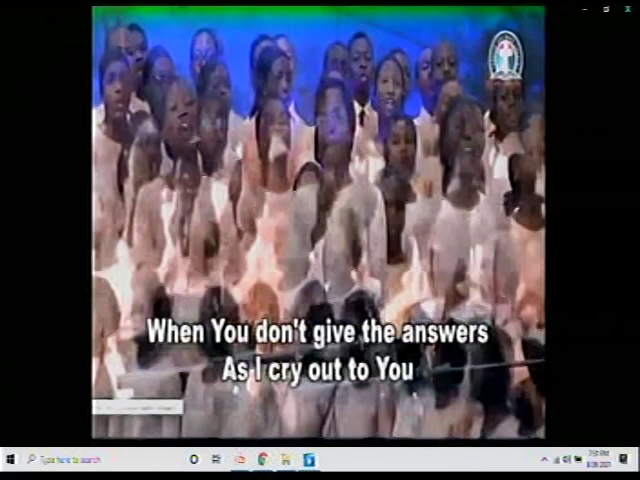 When You don't give the answers
As I cry out to You
Type here to search